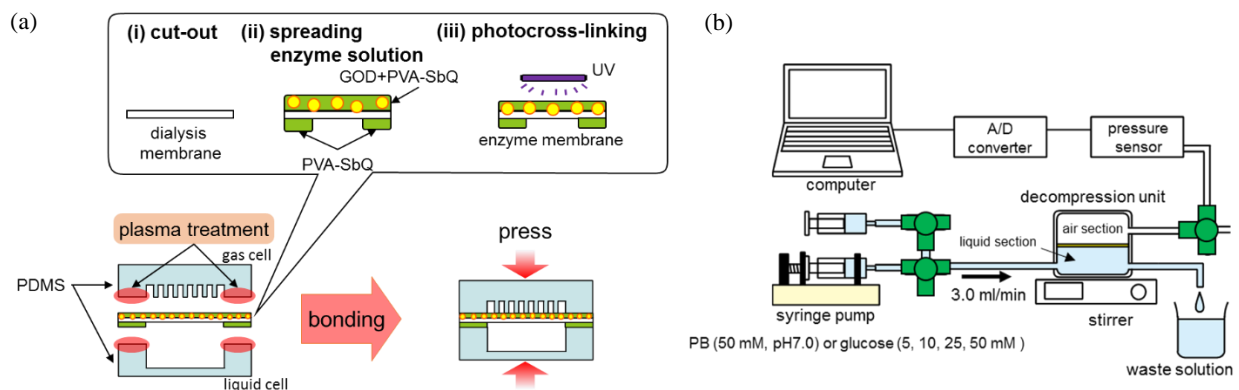 (a)
(i) cut-out
(ii) spreading
enzyme solution
(iii) photocross-linking
GOD+PVA-SbQ
UV
dialysis
membrane
enzyme membrane
PVA-SbQ
plasma treatment
gas cell
PDMS
bonding
press
liquid cell
(b)
computer
A/D
converter
pressure
sensor
decompression unit
air section
liquid section
3.0 ml/min
syringe pump
stirrer
PB (50 mM, pH7.0) or glucose (5, 10, 25, 50 mM )
waste solution